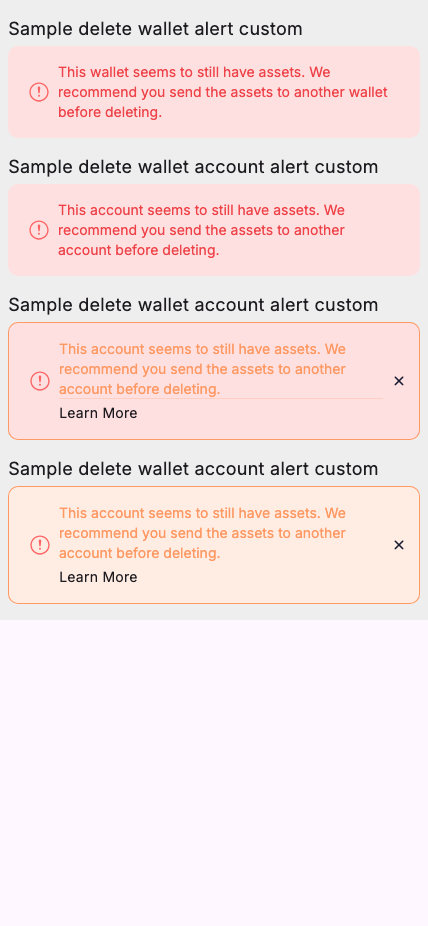 Sample delete wallet alert custom
This wallet seems to still have assets. We
recommend you send the assets to another wallet
before deleting.
Sample delete wallet account alert custom
This account seems to still have assets. We
recommend you send the assets to another
account before deleting.
Sample delete wallet account alert custom
This account seems to still have assets. We
recommend you send the assets to another
account before deleting.
Learn More
Sample delete wallet account alert custom
This account seems to still have assets. We
recommend you send the assets to another
account before deleting.
Learn More